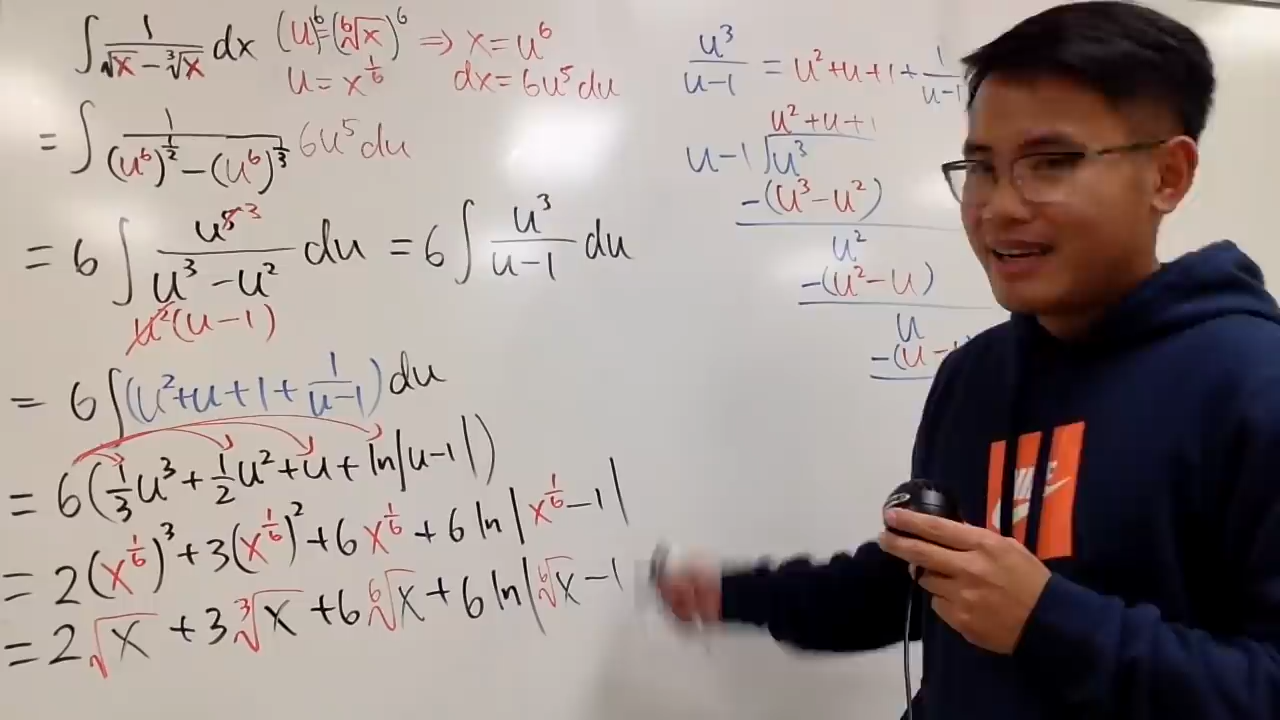 ∫ 1/(√x − ∛x) dx (u)⁶ = (⁶√x)⁶ ⇒ x = u⁶
u = x^(1/6) dx = 6u⁵ du
= ∫ 1/((u⁶)^(1/2) − (u⁶)^(1/3)) 6u⁵ du
= 6 ∫ u⁵ ³/(u³ − u²) du = 6 ∫ u³/(u−1) du
u²(u−1)
= 6 ∫ (u² + u + 1 + 1/(u−1)) du
= 6 (1/3 u³ + 1/2 u² + u + ln|u−1|)
= 2(x^(1/6))³ + 3(x^(1/6))² + 6x^(1/6) + 6 ln|x^(1/6) − 1|
= 2√x + 3∛x + 6 ⁶√x + 6 ln|⁶√x − 1
u³/(u−1) = u² + u + 1 + 1/(u−1)
u² + u + 1
u−1 ) u³
−(u³ − u²)
u²
−(u² − u)
u
−(u −
NIKE